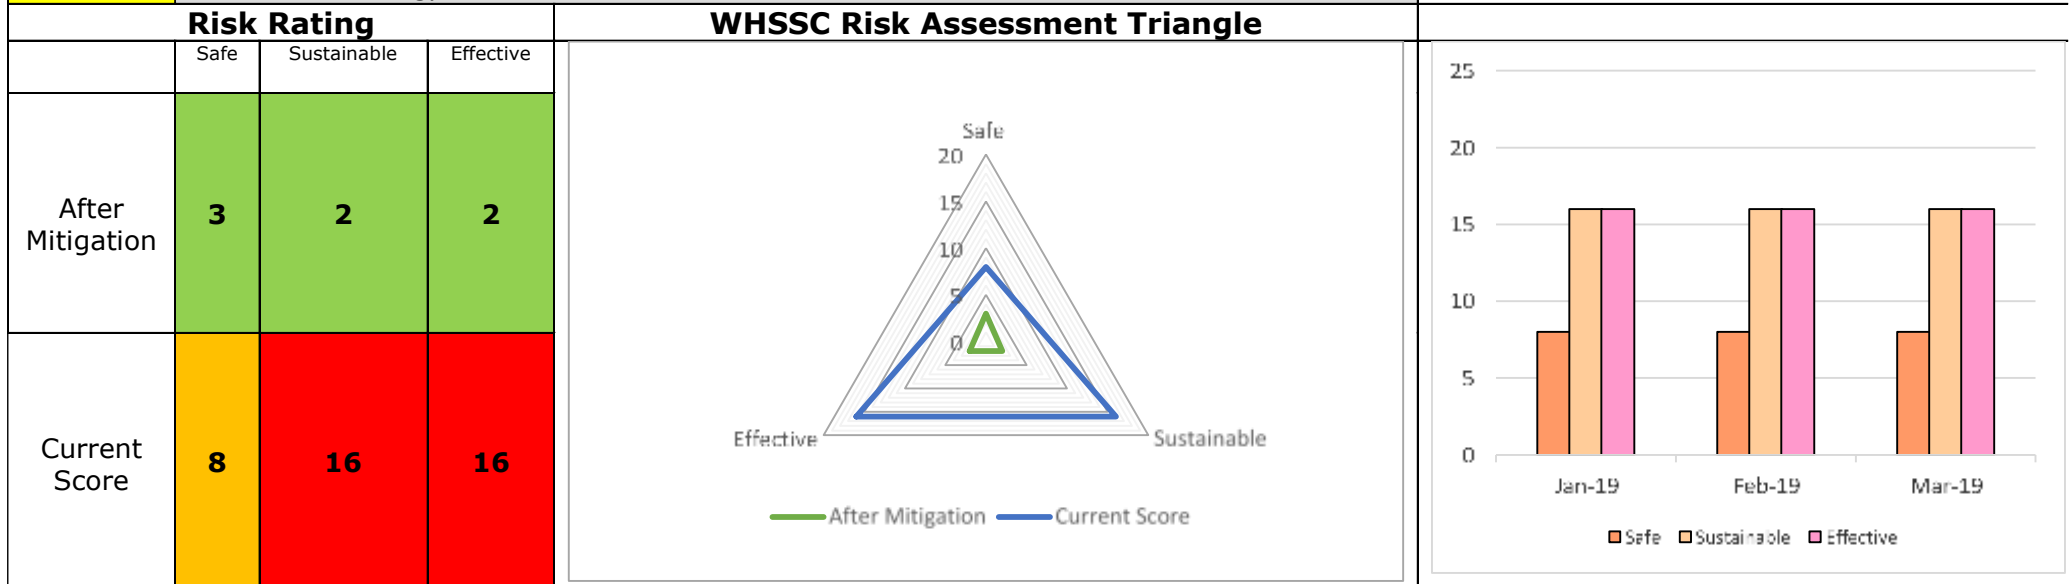 Risk Rating
WHSSC Risk Assessment Triangle
Safe
Sustainable
Effective
After
Mitigation
3
2
2
Current
Score
8
16
16
Safe
20
15
10
5
0
Effective
Sustainable
After Mitigation
Current Score
25
20
15
10
5
0
Jan-19
Feb-19
Mar-19
Safe
Sustainable
Effective